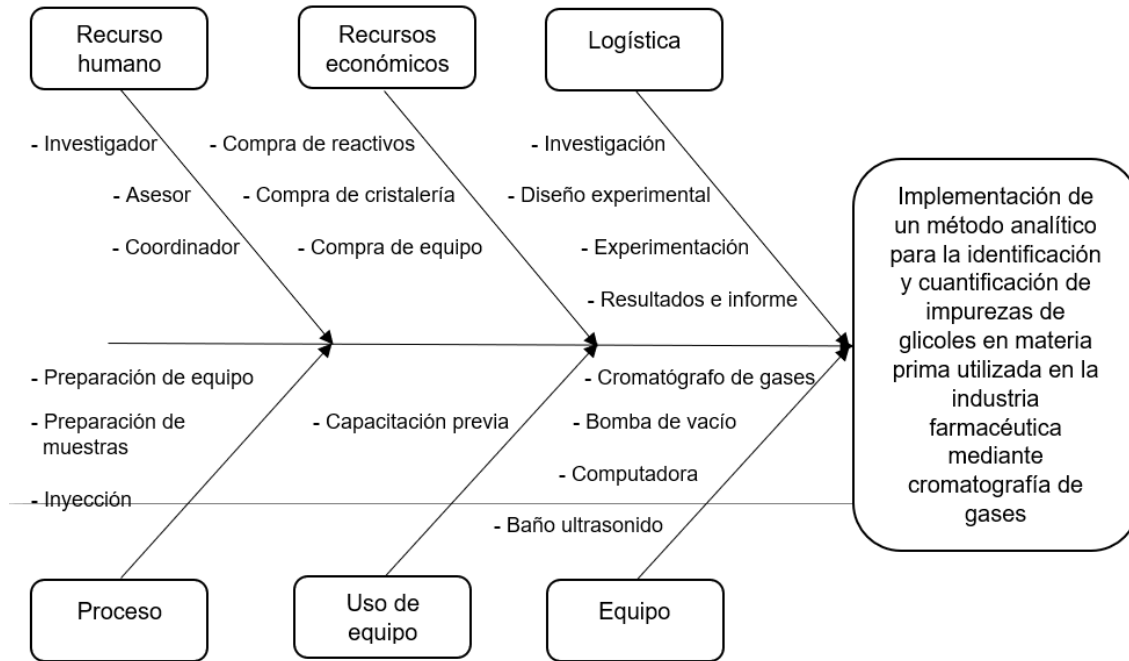 Recurso
humano
Recursos
económicos
Logística
- Investigador
- Asesor
- Coordinador
- Compra de reactivos
- Compra de cristalería
- Compra de equipo
- Investigación
- Diseño experimental
- Experimentación
- Resultados e informe
Implementación de
un método analítico
para la identificación
y cuantificación de
impurezas de
glicoles en materia
prima utilizada en la
industria
farmacéutica
mediante
cromatografía de
gases
- Preparación de equipo
- Preparación de
muestras
- Inyección
- Capacitación previa
- Cromatógrafo de gases
- Bomba de vacío
- Computadora
- Baño ultrasonido
Proceso
Uso de
equipo
Equipo